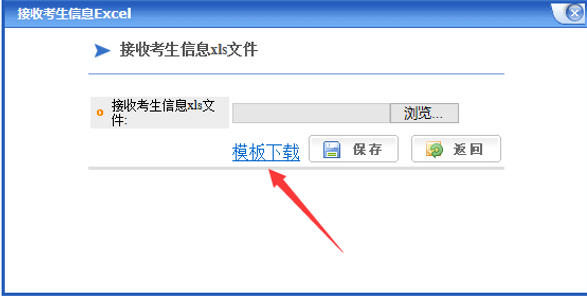 接收考生信息Excel
接收考生信息xls文件
接收考生信息xls文
件:
浏览...
模板下载
保存
返回